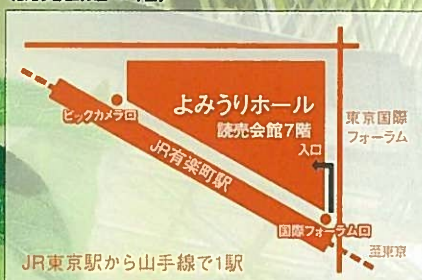 よみうりホール
読売会館7階
入口
東京国際
フォーラム
ビックカメラ口
JR有楽町駅
国際フォーラム口
至東京
JR東京駅から山手線で1駅